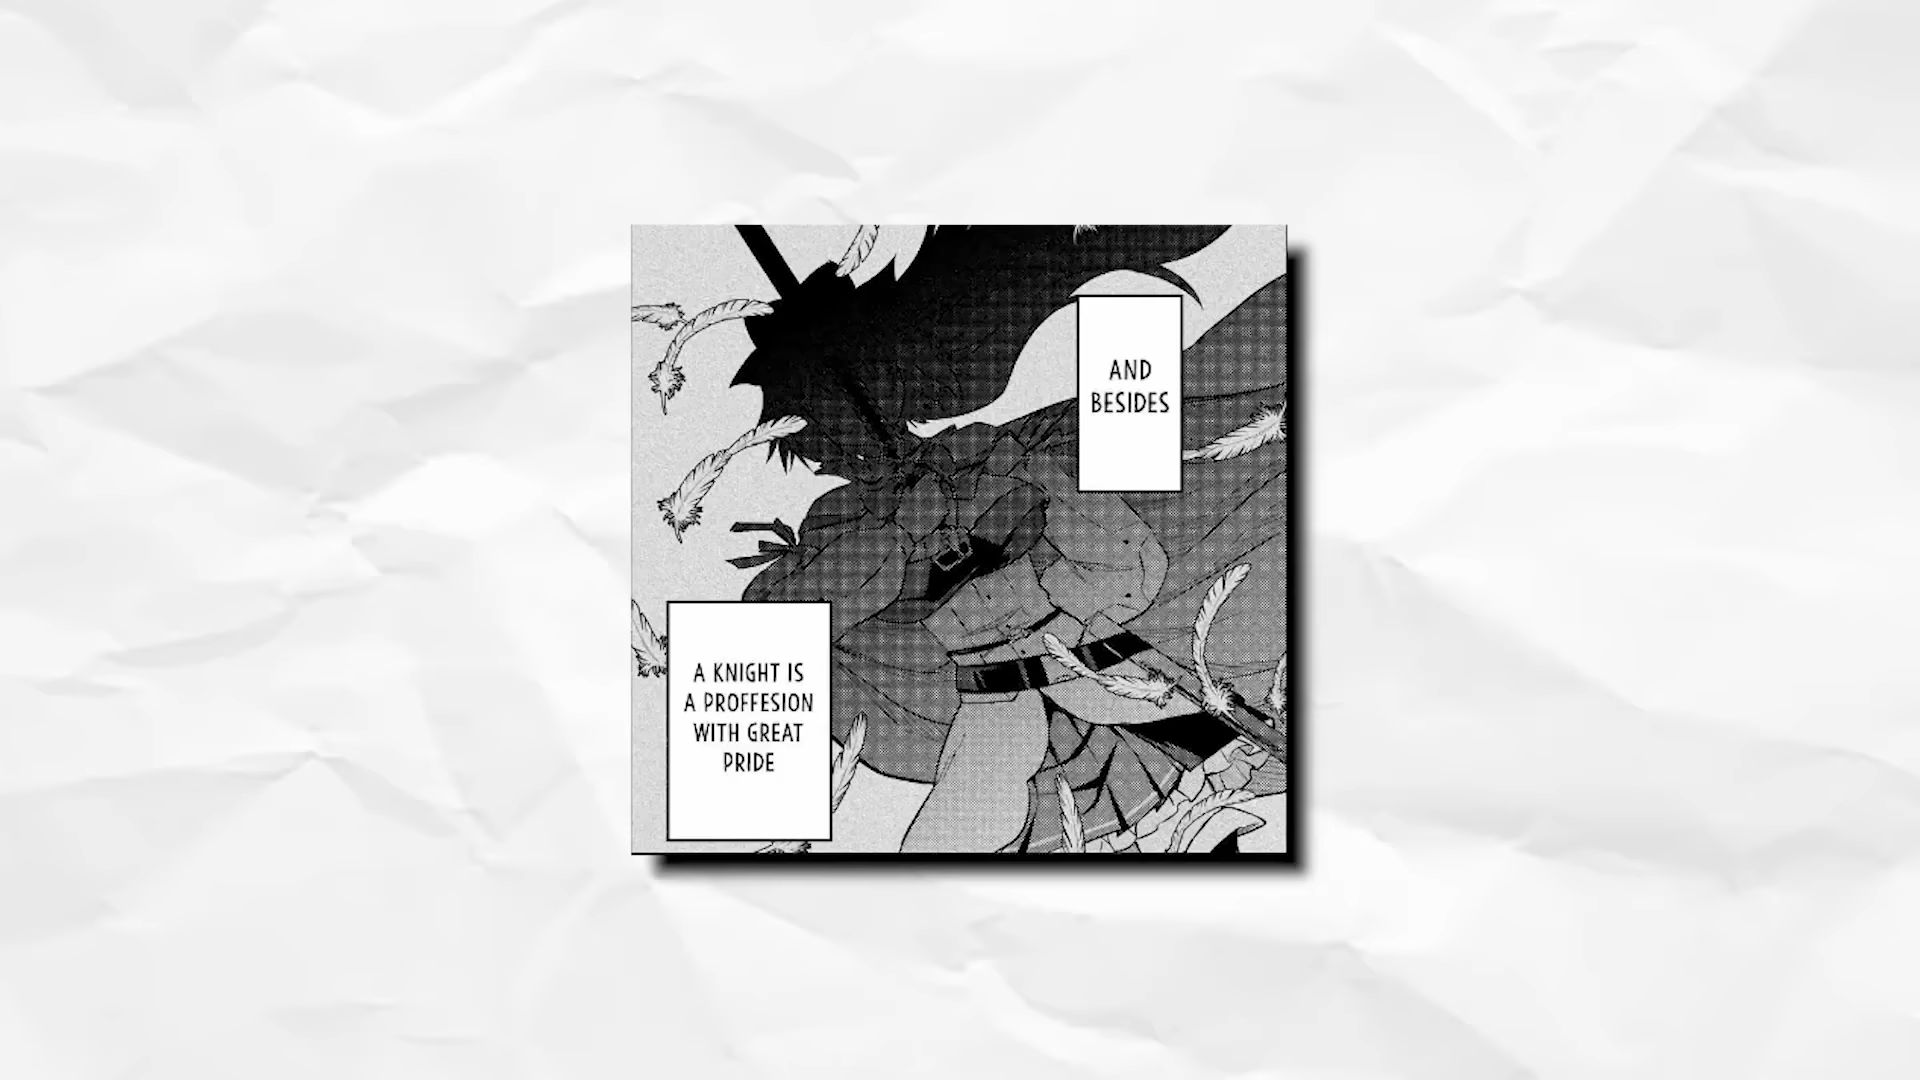 AND
BESIDES
A KNIGHT IS
A PROFFESION
WITH GREAT
PRIDE